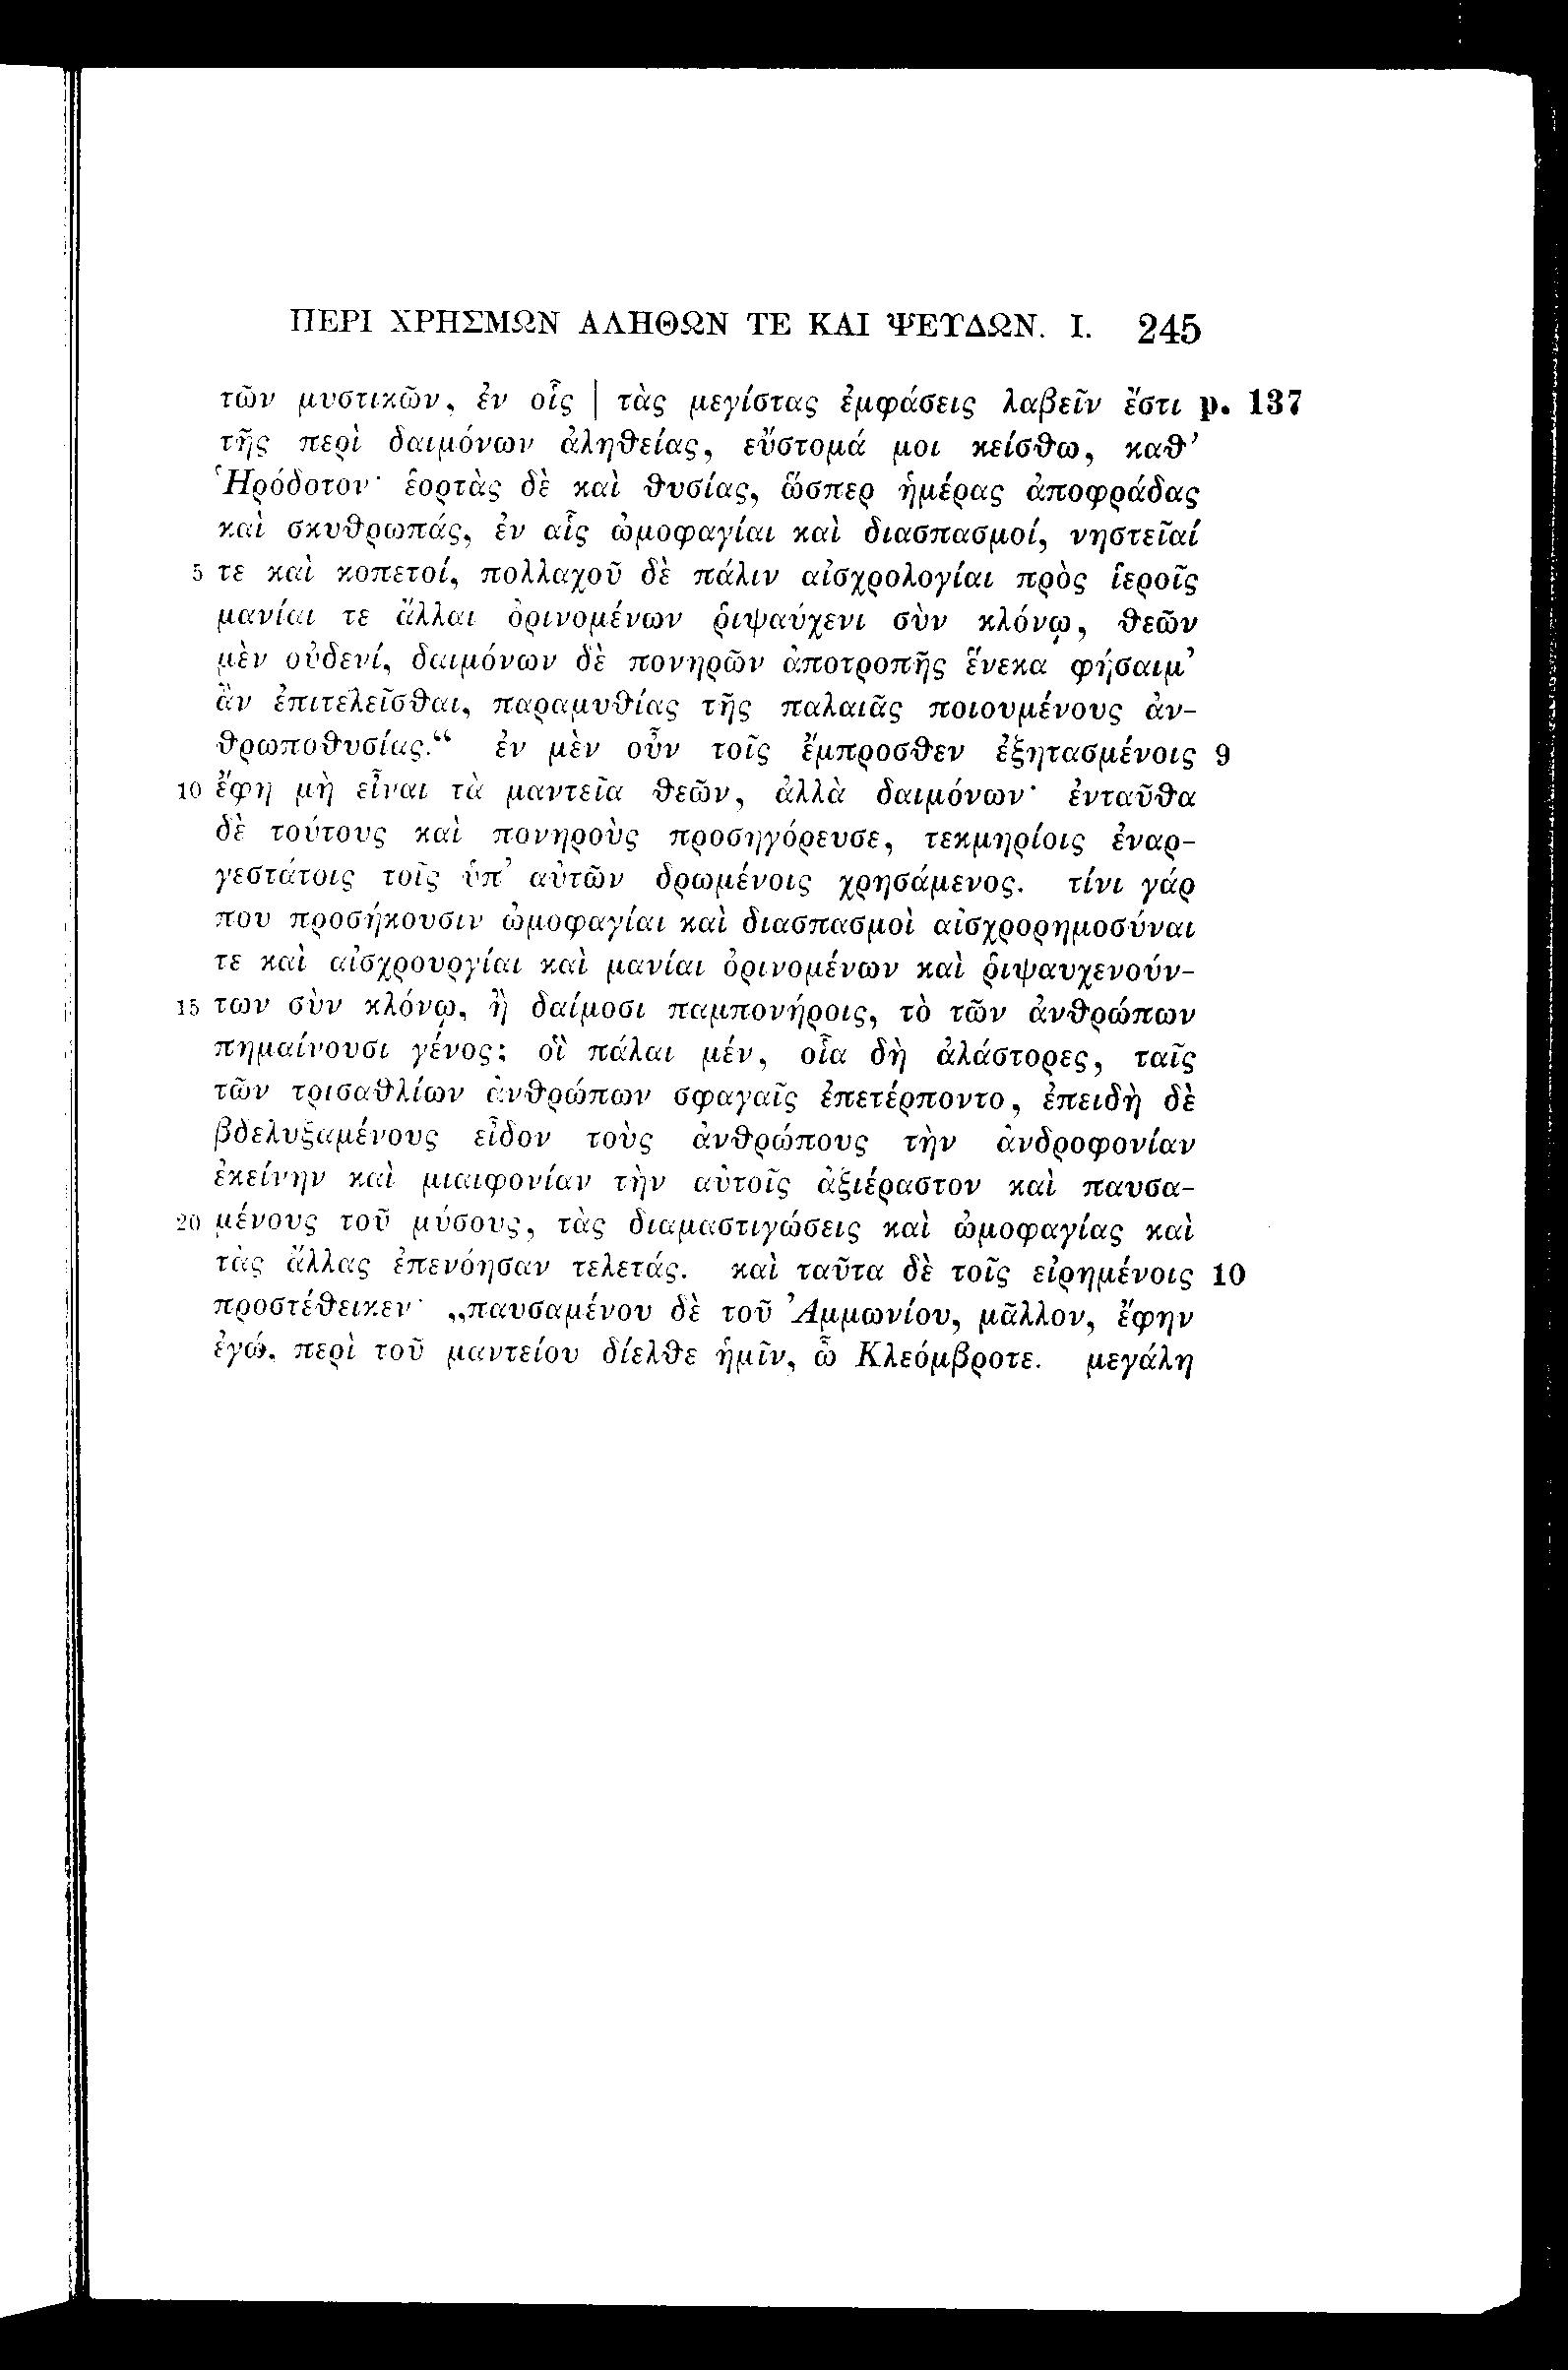 ΠΕΡΙ ΧΡΗΣΜΩΝ ΑΛΗΘΩΝ ΤΕ ΚΑΙ ΨΕΥΔΩΝ. I. 245
τῶν μυστικῶν, ἐν οἷς | τὰς μεγίστας ἐμφάσεις λαβεῖν ἔστι p. 137
τῆς περὶ δαιμόνων ἀληθείας, εὔστομά μοι κείσθω, καθ’
Ἡρόδοτον· ἑορτὰς δὲ καὶ θυσίας, ὥσπερ ἡμέρας ἀποφράδας
καὶ σκυθρωπάς, ἐν αἷς ὠμοφαγίαι καὶ διασπασμοί, νηστεῖαί
5 τε καὶ κοπετοί, πολλαχοῦ δὲ πάλιν αἰσχρολογίαι πρὸς ἱεροῖς
μανίαι τε ἄλλαι ὀρινομένων ῥιψαύχενι σὺν κλόνῳ, θεῶν
μὲν οὐδενί, δαιμόνων δὲ πονηρῶν ἀποτροπῆς ἕνεκα φήσαιμ’
ἂν ἐπιτελεῖσθαι, παραμυθίας τῆς παλαιᾶς ποιουμένους ἀν-
θρωποθυσίας.“ ἐν μὲν οὖν τοῖς ἔμπροσθεν ἐξητασμένοις 9
10 ἔφη μὴ εἶναι τὰ μαντεῖα θεῶν, ἀλλὰ δαιμόνων· ἐνταῦθα
δὲ τούτους καὶ πονηροὺς προσηγόρευσε, τεκμηρίοις ἐναρ-
γεστάτοις τοῖς ὑπ’ αὐτῶν δρωμένοις χρησάμενος. τίνι γάρ
που προσήκουσιν ὠμοφαγίαι καὶ διασπασμοὶ αἰσχρορημοσύναι
τε καὶ αἰσχρουργίαι καὶ μανίαι ὀρινομένων καὶ ῥιψαυχενούν-
15 των σὺν κλόνῳ, ἢ δαίμοσι παμπονήροις, τὸ τῶν ἀνθρώπων
πημαίνουσι γένος; οἳ πάλαι μέν, οἷα δὴ ἀλάστορες, ταῖς
τῶν τρισαθλίων ἀνθρώπων σφαγαῖς ἐπετέρποντο, ἐπειδὴ δὲ
βδελυξαμένους εἶδον τοὺς ἀνθρώπους τὴν ἀνδροφονίαν
ἐκείνην καὶ μιαιφονίαν τὴν αὐτοῖς ἀξιέραστον καὶ παυσα-
20 μένους τοῦ μύσους, τὰς διαμαστιγώσεις καὶ ὠμοφαγίας καὶ
τὰς ἄλλας ἐπενόησαν τελετάς. καὶ ταῦτα δὲ τοῖς εἰρημένοις 10
προστέθεικεν· „παυσαμένου δὲ τοῦ Ἀμμωνίου, μᾶλλον, ἔφην
ἐγώ, περὶ τοῦ μαντείου δίελθε ἡμῖν, ὦ Κλεόμβροτε. μεγάλη